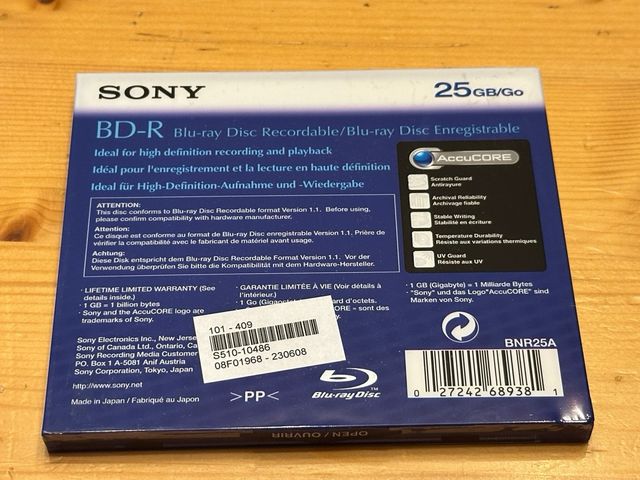 SONY
25GB/Go
BD-R Blu-ray Disc Recordable/Blu-ray Disc Enregistrable
Ideal for high definition recording and playback
Idéal pour l'enregistrement et la lecture en haute définition
Ideal für High-Definition-Aufnahme und -Wiedergabe
AccuCORE
Scratch Guard
Antirayure
Archival Reliability
Archivage fiable
Stable Writing
Stabilité en écriture
Temperature Durability
Résiste aux variations thermiques
UV Guard
Résiste aux UV
ATTENTION:
This disc conforms to Blu-ray Disc Recordable format Version 1.1. Before using,
please confirm compatibility with hardware manufacturer.
Attention:
Ce disque est conforme au format de Blu-ray Disc enregistrable Version 1.1. Prière de
vérifier la compatibilité avec le fabricant de matériel avant usage.
Achtung:
Diese Disk entspricht dem Blu-ray Disc Recordable Format Version 1.1. Vor der
Verwendung überprüfen Sie bitte die Kompatibilität mit dem Hardware-Hersteller.
· LIFETIME LIMITED WARRANTY (See
details inside.)
· 1 GB = 1 billion bytes
· Sony and the AccuCORE logo are
trademarks of Sony.
· GARANTIE LIMITÉE À VIE (Voir détails à
l'intérieur.)
· 1 Go d'octets.
CORE » sont des
· 1 GB (Gigabyte) = 1 Milliarde Bytes
· "Sony" und das Logo "AccuCORE" sind
Marken von Sony.
Sony Electronics Inc., New Jersey
Sony of Canada Ltd., Ontario, Ca
Sony Recording Media Customer
P.O. Box 1 A-5081 Anif Austria
Sony Corporation, Tokyo, Japan
http://www.sony.net
Made in Japan / Fabriqué au Japon
101 - 409
S510-10486
08F01968 - 230608
>PP<
Blu-ray Disc
TM
BNR25A
0 27242 68938 1
OPEN / OUVRIR